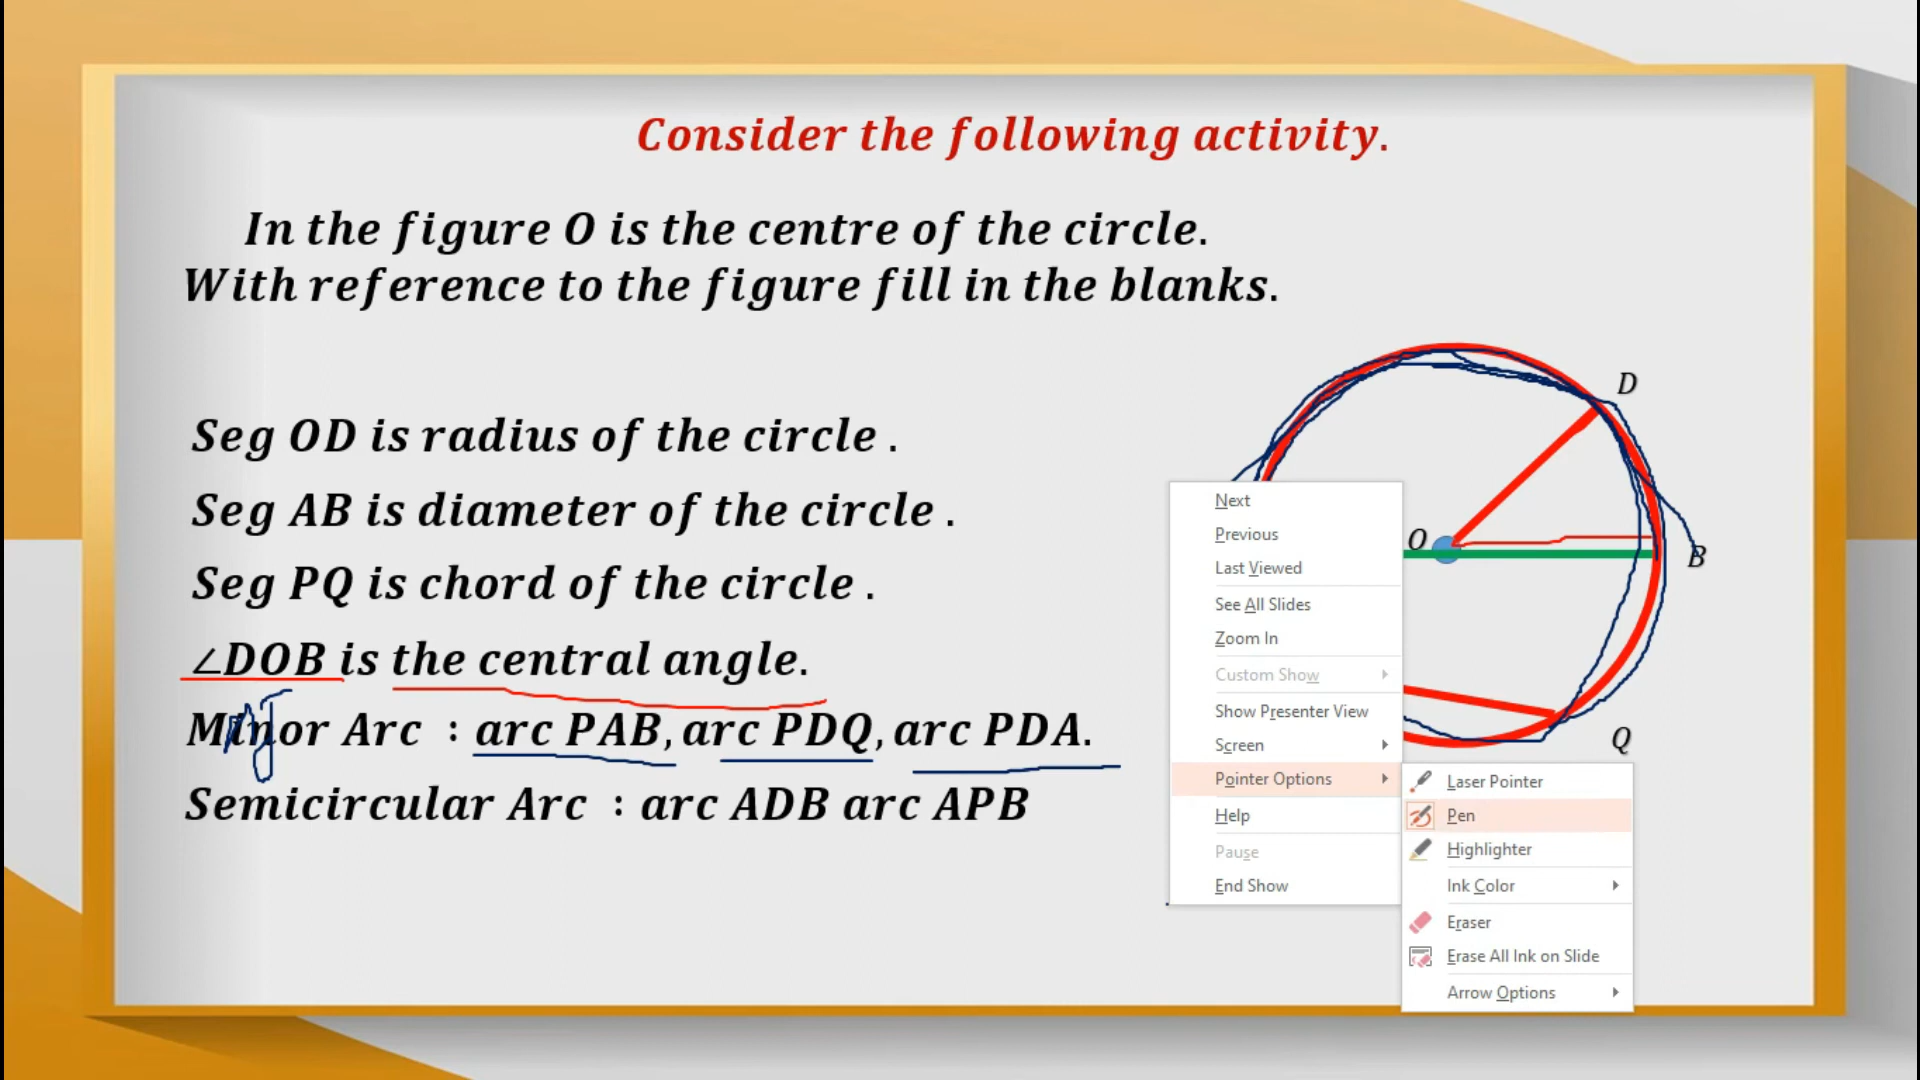 Consider the following activity.
In the figure O is the centre of the circle.
With reference to the figure fill in the blanks.
Seg OD is radius of the circle .
Seg AB is diameter of the circle .
Seg PQ is chord of the circle .
∠DOB is the central angle.
Minor Arc : arc PAB, arc PDQ, arc PDA.
Semicircular Arc : arc ADB arc APB
D
O
B
Q
Next
Previous
Last Viewed
See All Slides
Zoom In
Custom Show
Show Presenter View
Screen
Pointer Options
Help
Pause
End Show
Laser Pointer
Pen
Highlighter
Ink Color
Eraser
Erase All Ink on Slide
Arrow Options